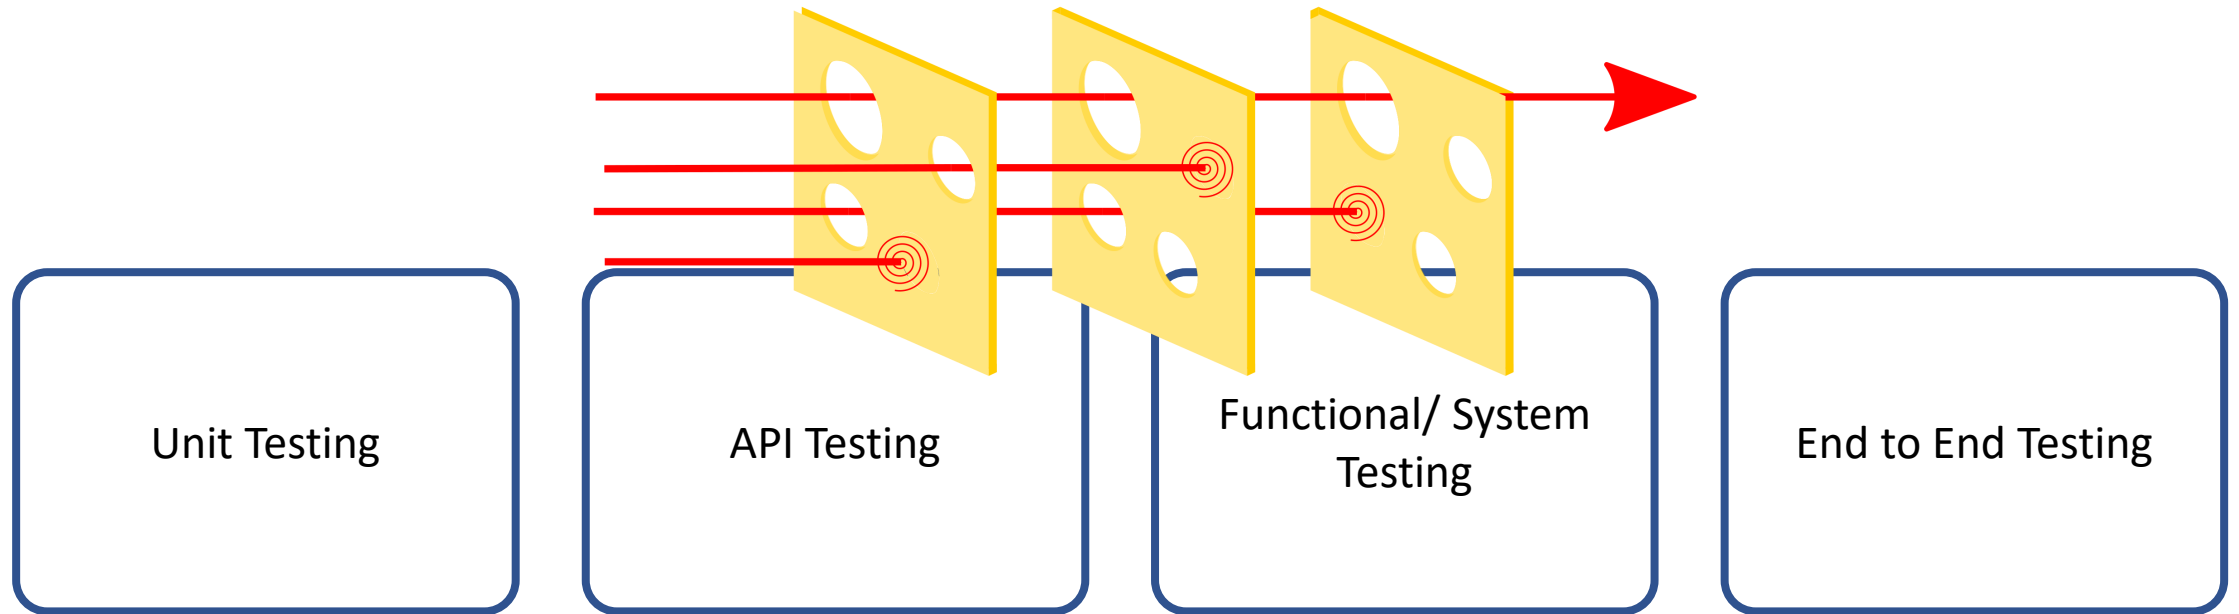 Unit Testing
API Testing
Functional/ System
Testing
End to End Testing